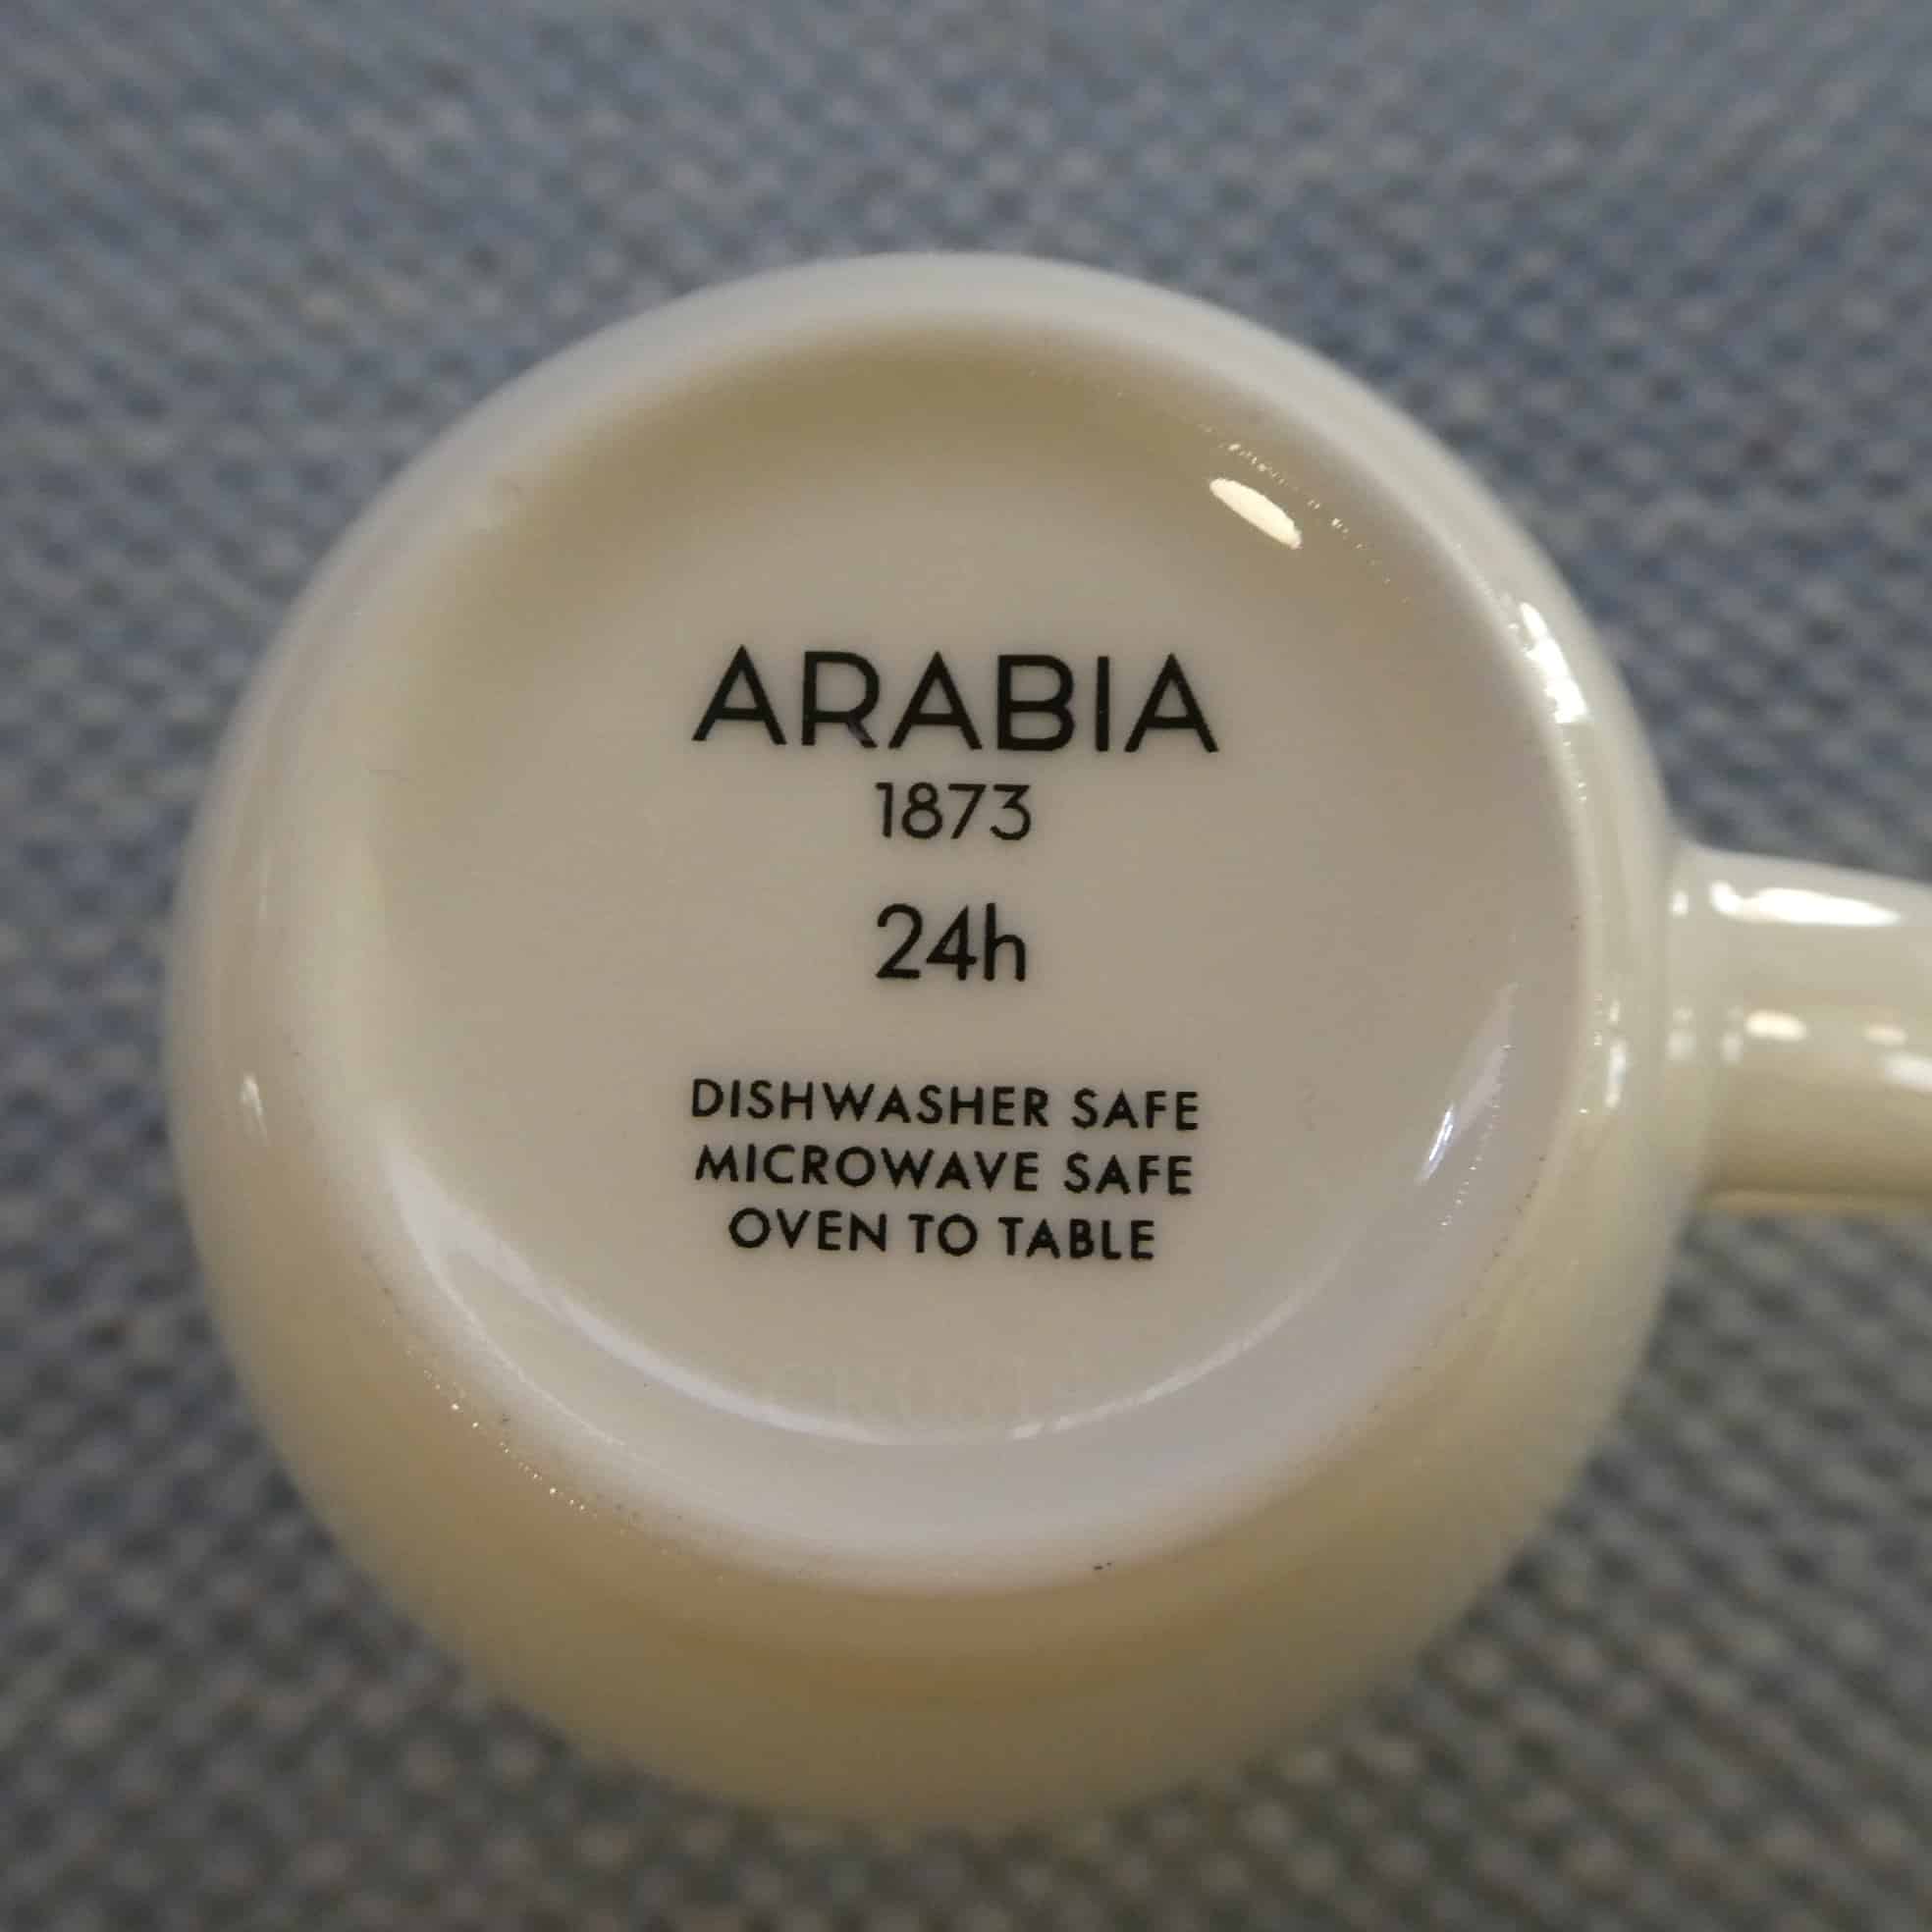 ARABIA
1873
24h
DISHWASHER SAFE
MICROWAVE SAFE
OVEN TO TABLE